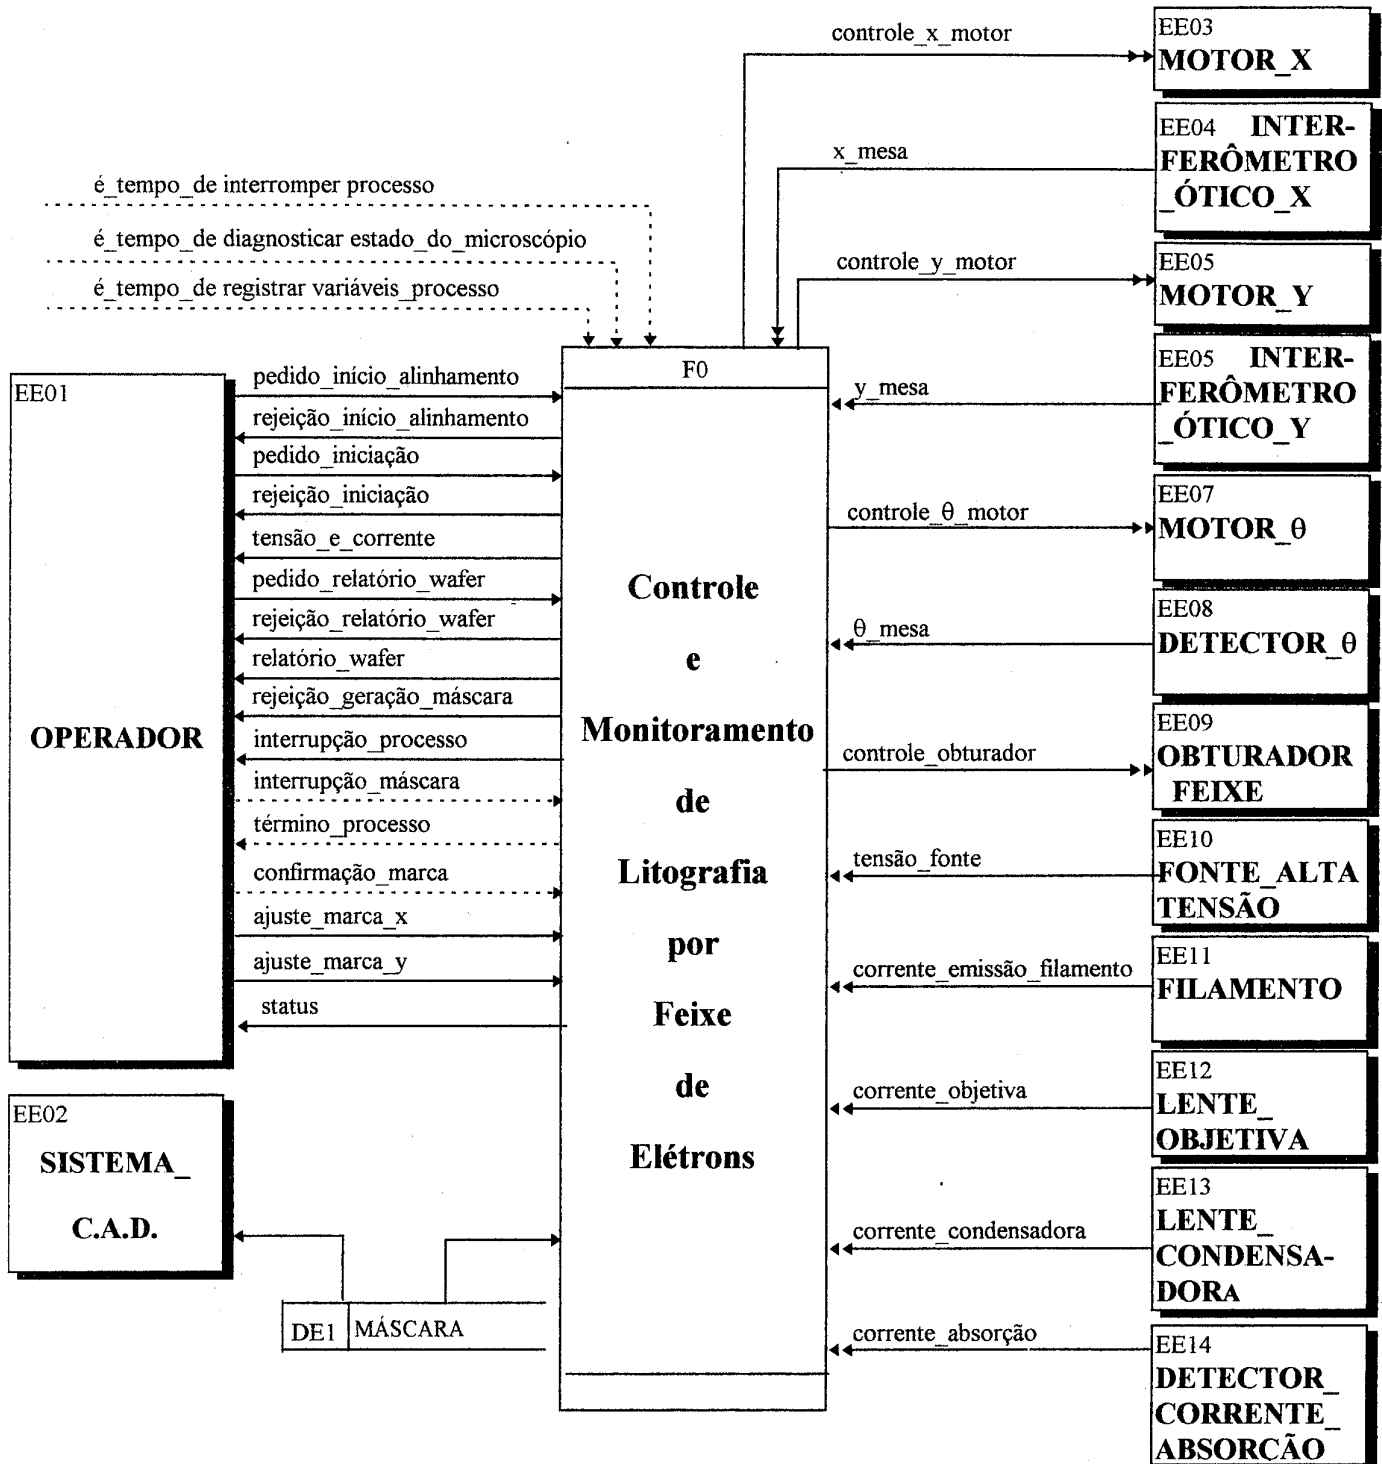 controle_x_motor
EE03
MOTOR_X
EE04 INTER-
FERÔMETRO
_ÓTICO_X
x_mesa
é_tempo_de interromper processo
é_tempo_de diagnosticar estado_do_microscópio
é_tempo_de registrar variáveis_processo
controle_y_motor
EE05
MOTOR_Y
EE05 INTER-
FERÔMETRO
_ÓTICO_Y
y_mesa
EE01
OPERADOR
pedido_início_alinhamento
rejeição_início_alinhamento
pedido_iniciação
rejeição_iniciação
tensão_e_corrente
pedido_relatório_wafer
rejeição_relatório_wafer
relatório_wafer
rejeição_geração_máscara
interrupção_processo
interrupção_máscara
término_processo
confirmação_marca
ajuste_marca_x
ajuste_marca_y
status
F0
Controle
e
Monitoramento
de
Litografia
por
Feixe
de
Elétrons
controle_θ_motor
EE07
MOTOR_θ
θ_mesa
EE08
DETECTOR_θ
controle_obturador
EE09
OBTURADOR
_FEIXE
tensão_fonte
EE10
FONTE_ALTA
TENSÃO
corrente_emissão_filamento
EE11
FILAMENTO
corrente_objetiva
EE12
LENTE_
OBJETIVA
corrente_condensadora
EE13
LENTE_
CONDENSA-
DORA
corrente_absorção
EE14
DETECTOR_
CORRENTE_
ABSORÇÃO
EE02
SISTEMA_
C.A.D.
DE1 MÁSCARA